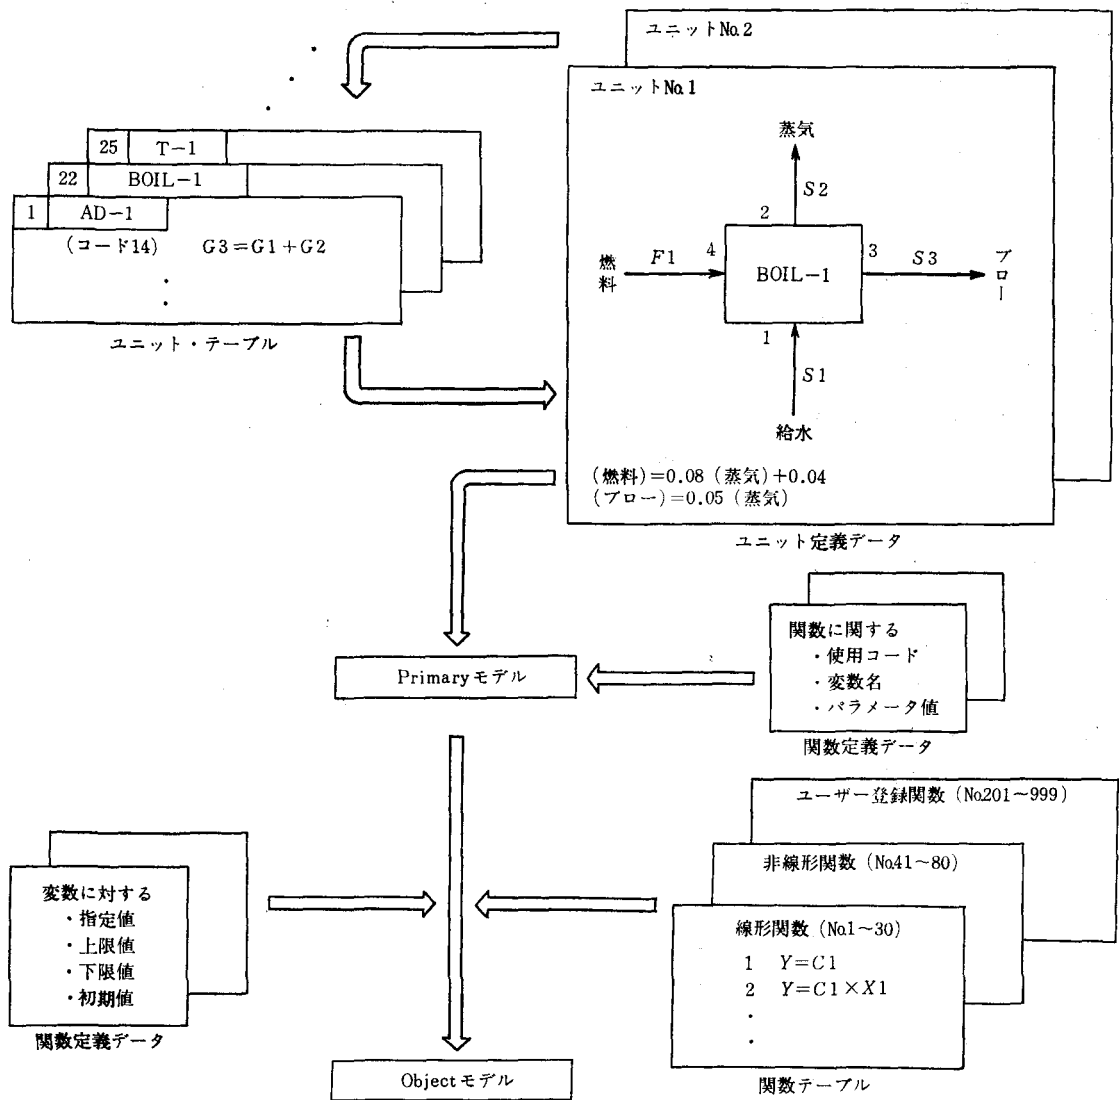 ユニットNo.2
ユニットNo.1
蒸気
S2
2
燃料
F1
4
BOIL-1
3
S3
ブロー
1
S1
給水
(燃料)=0.08 (蒸気)+0.04
(ブロー)=0.05 (蒸気)
ユニット定義データ
25 T-1
22 BOIL-1
1 AD-1
(コード14) G3=G1+G2
・
・
ユニット・テーブル
Primaryモデル
関数に関する
・使用コード
・変数名
・パラメータ値
関数定義データ
ユーザー登録関数 (No.201~999)
非線形関数 (No.41~80)
線形関数 (No.1~30)
1 Y=C1
2 Y=C1×X1
・
・
関数テーブル
変数に対する
・指定値
・上限値
・下限値
・初期値
関数定義データ
Objectモデル